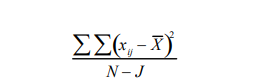 ∑∑(x_ij − X̄)²
N − J